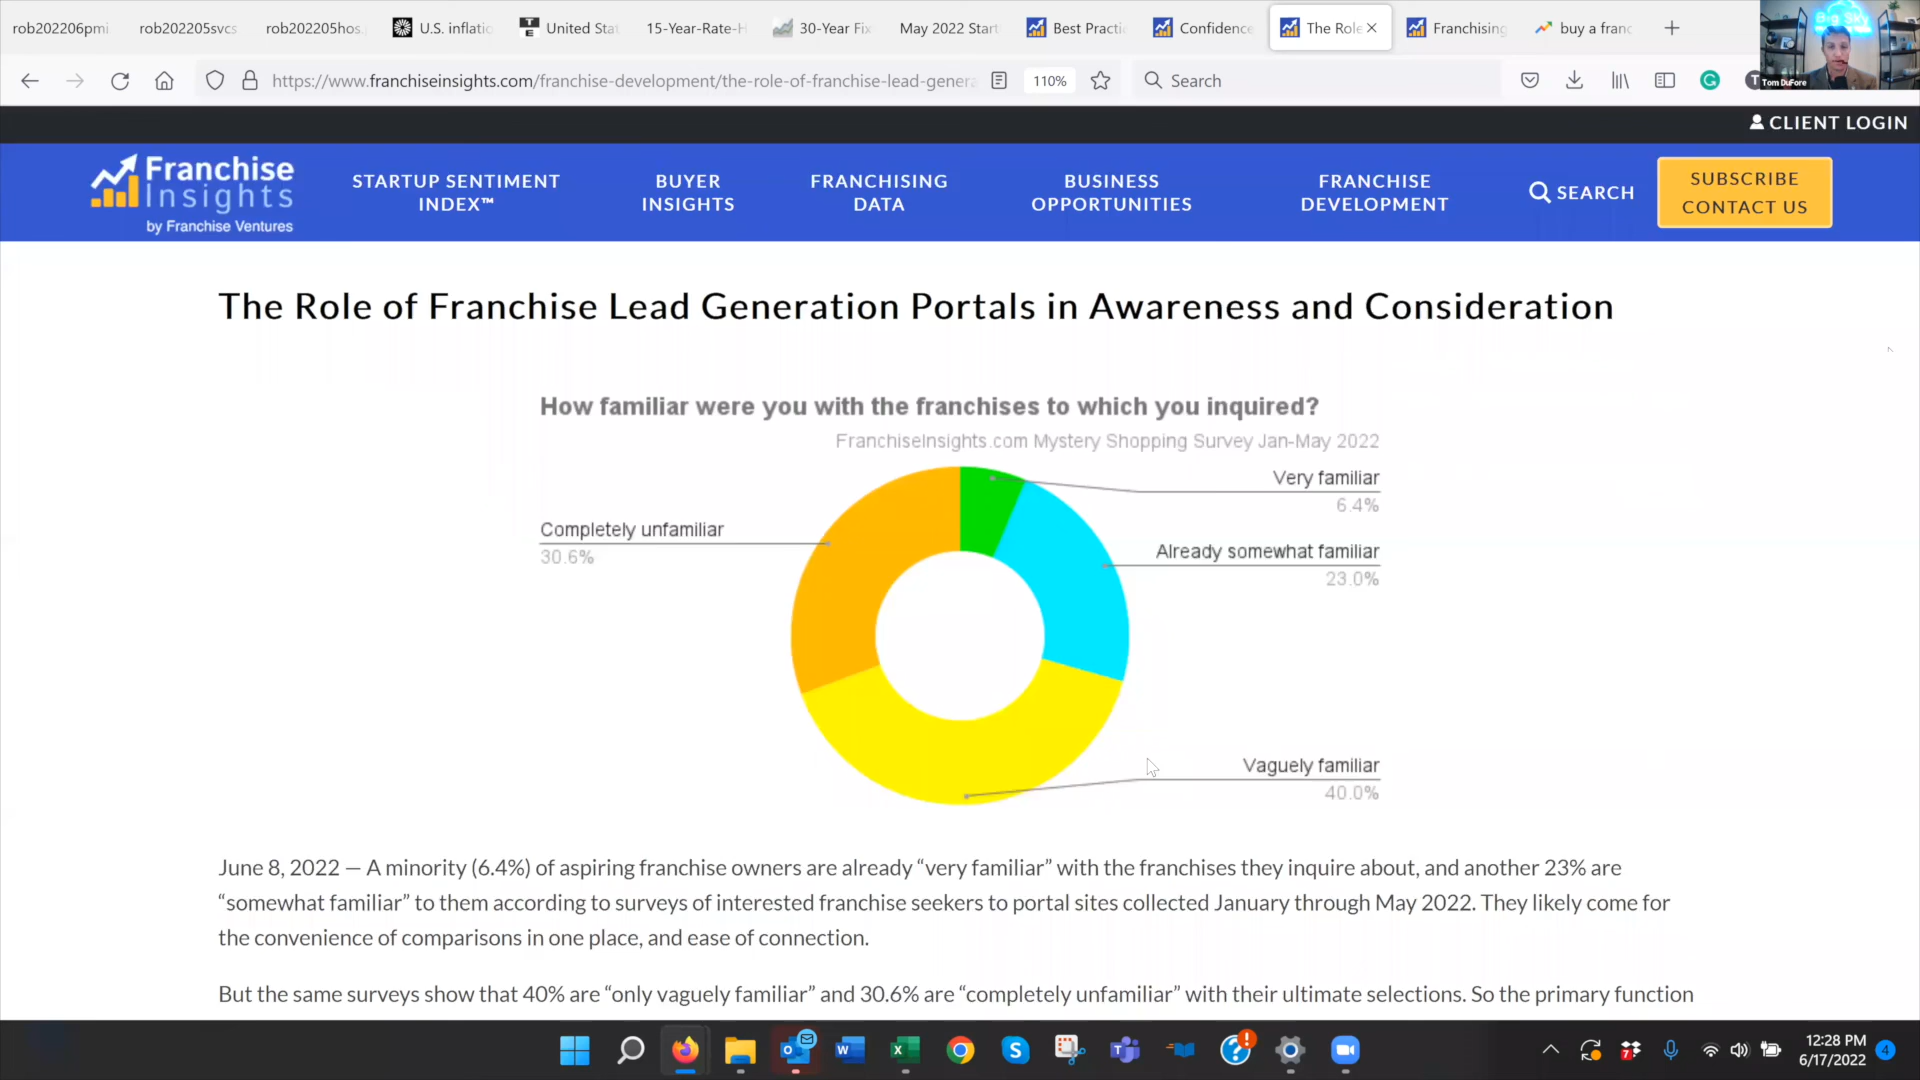 rob202206pmi
rob202205svcs
rob202205hos.
U.S. inflatio
United Stat
15-Year-Rate-H
30-Year Fix
May 2022 Start
Best Practic
Confidence
The Role
Franchising
buy a franc
Big Sky
Tom DuFore
https://www.franchiseinsights.com/franchise-development/the-role-of-franchise-lead-genera
110%
Search
CLIENT LOGIN
Franchise
Insights
by Franchise Ventures
STARTUP SENTIMENT
INDEX™
BUYER
INSIGHTS
FRANCHISING
DATA
BUSINESS
OPPORTUNITIES
FRANCHISE
DEVELOPMENT
SEARCH
SUBSCRIBE
CONTACT US
The Role of Franchise Lead Generation Portals in Awareness and Consideration
How familiar were you with the franchises to which you inquired?
FranchiseInsights.com Mystery Shopping Survey Jan-May 2022
Very familiar
6.4%
Completely unfamiliar
30.6%
Already somewhat familiar
23.0%
Vaguely familiar
40.0%
June 8, 2022 — A minority (6.4%) of aspiring franchise owners are already “very familiar” with the franchises they inquire about, and another 23% are
“somewhat familiar” to them according to surveys of interested franchise seekers to portal sites collected January through May 2022. They likely come for
the convenience of comparisons in one place, and ease of connection.
But the same surveys show that 40% are “only vaguely familiar” and 30.6% are “completely unfamiliar” with their ultimate selections. So the primary function
12:28 PM
6/17/2022
4